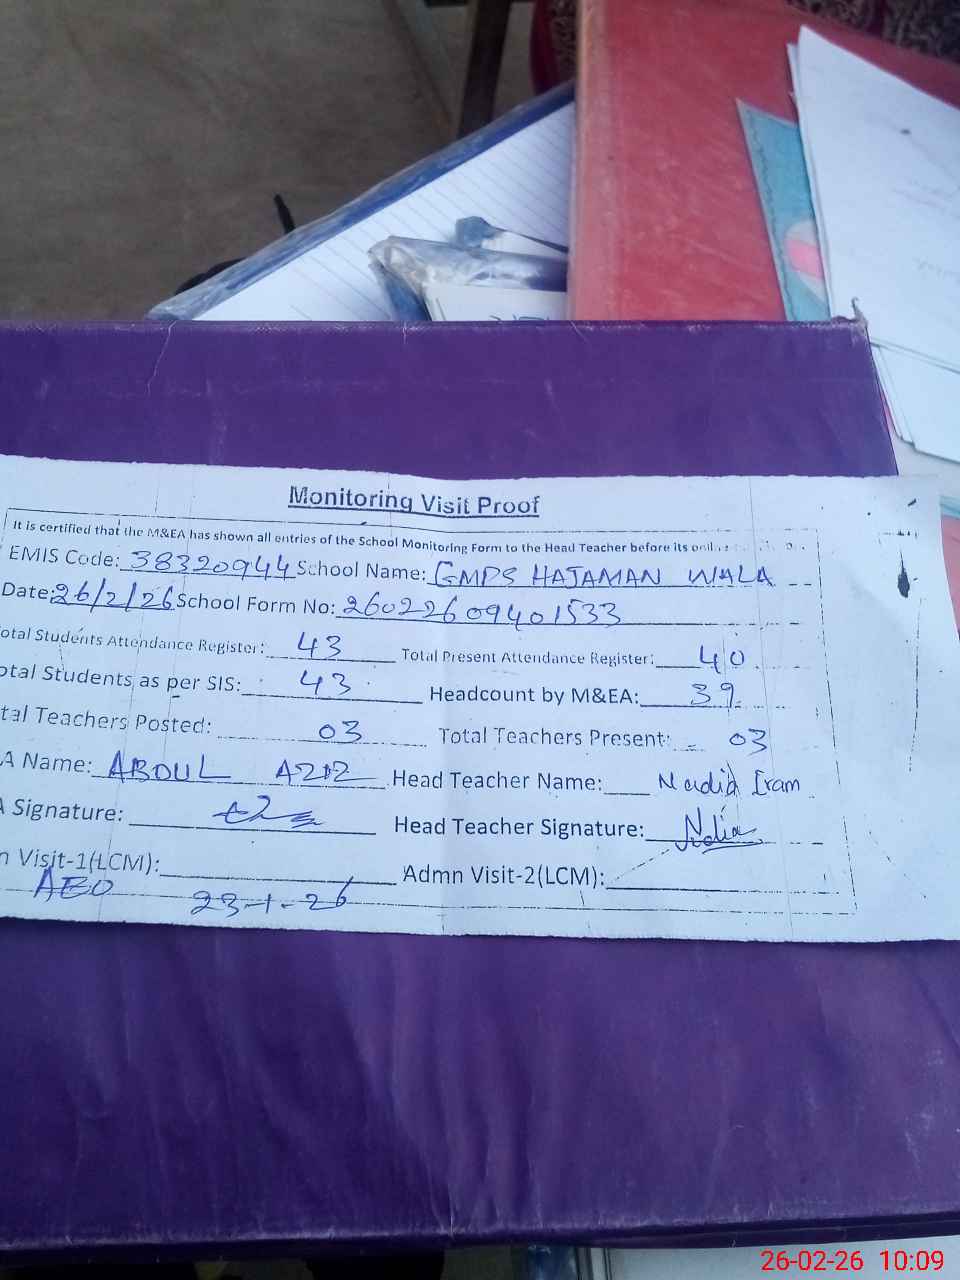 Monitoring Visit Proof
It is certified that the M&EA has shown all entries of the School Monitoring Form to the Head Teacher before its
EMIS Code: 38320944 School Name: GMPS HAJAMAN WALA
Date: 26/2/26 School Form No: 26022609401533
otal Students Attendance Register: 43 Total Present Attendance Register: 40
otal Students as per SIS: 43 Headcount by M&EA: 39
tal Teachers Posted: 03 Total Teachers Present: 03
A Name: ABDUL AZIZ Head Teacher Name: Nadia Iram
A Signature: Head Teacher Signature: Nadia
n Visit-1(LCM): Admn Visit-2(LCM):
AEO 23-1-26
26-02-26 10:09